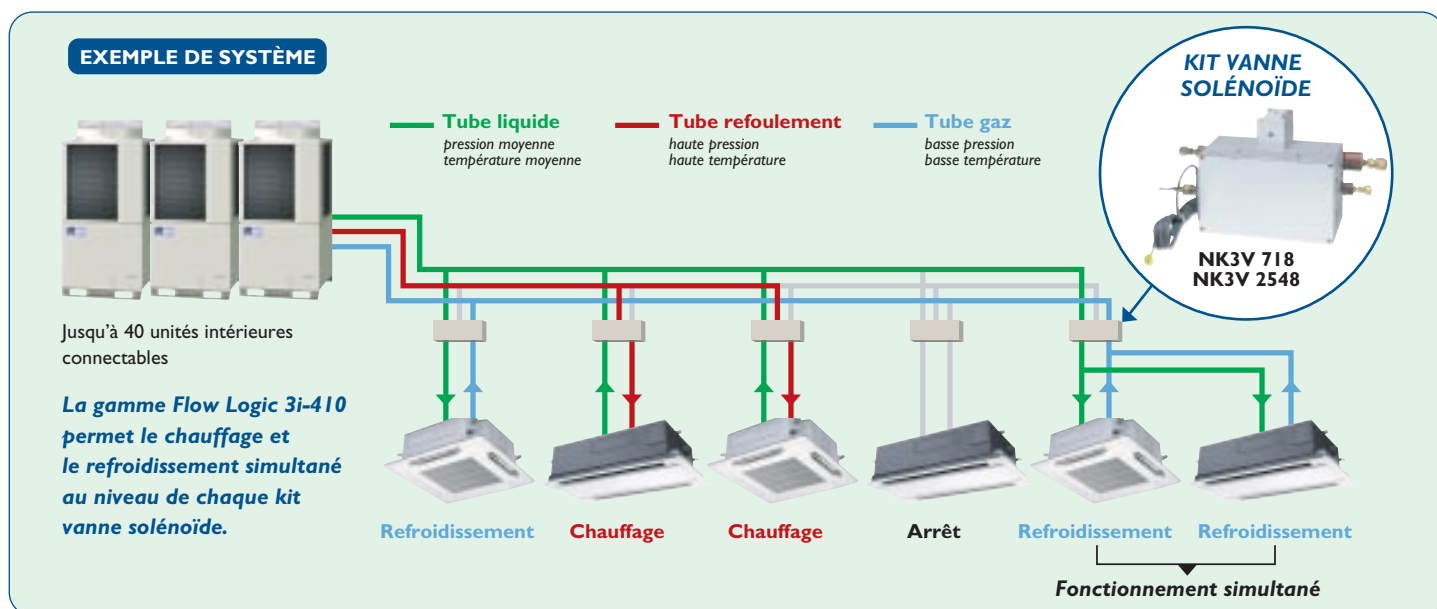 EXEMPLE DE SYSTÈME
KIT VANNE
SOLÉNOÏDE
NK3V 718
NK3V 2548
Tube liquide
pression moyenne
température moyenne
Tube refoulement
haute pression
haute température
Tube gaz
basse pression
basse température
Jusqu'à 40 unités intérieures
connectables
La gamme Flow Logic 3i-410
permet le chauffage et
le refroidissement simultané
au niveau de chaque kit
vanne solénoïde.
Refroidissement
Chauffage
Chauffage
Arrêt
Refroidissement
Refroidissement
Fonctionnement simultané